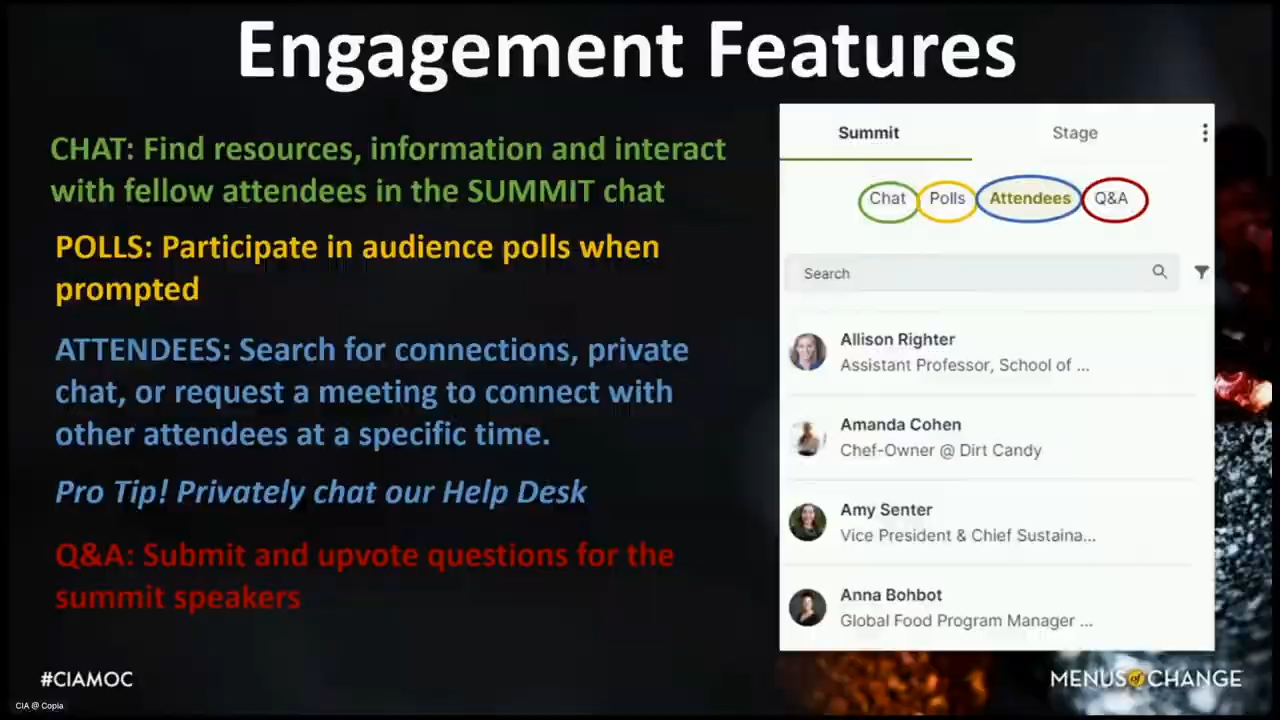 Engagement Features
CHAT: Find resources, information and interact
with fellow attendees in the SUMMIT chat
POLLS: Participate in audience polls when
prompted
ATTENDEES: Search for connections, private
chat, or request a meeting to connect with
other attendees at a specific time.
Pro Tip! Privately chat our Help Desk
Q&A: Submit and upvote questions for the
summit speakers
Summit Stage
Chat Polls Attendees Q&A
Search
Allison Righter
Assistant Professor, School of ...
Amanda Cohen
Chef-Owner @ Dirt Candy
Amy Senter
Vice President & Chief Sustaina...
Anna Bohbot
Global Food Program Manager ...
#CIAMOC
MENUS of CHANGE
CIA @ Copia